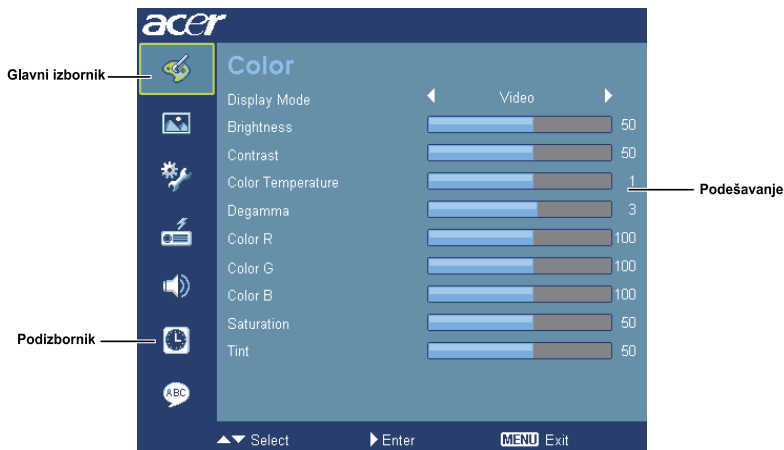 acer
Glavni izbornik
Color
Display Mode Video
Brightness 50
Contrast 50
Color Temperature 1
Podešavanje
Degamma 3
Color R 100
Color G 100
Color B 100
Saturation 50
Podizbornik
Tint 50
ABC
Select Enter MENU Exit